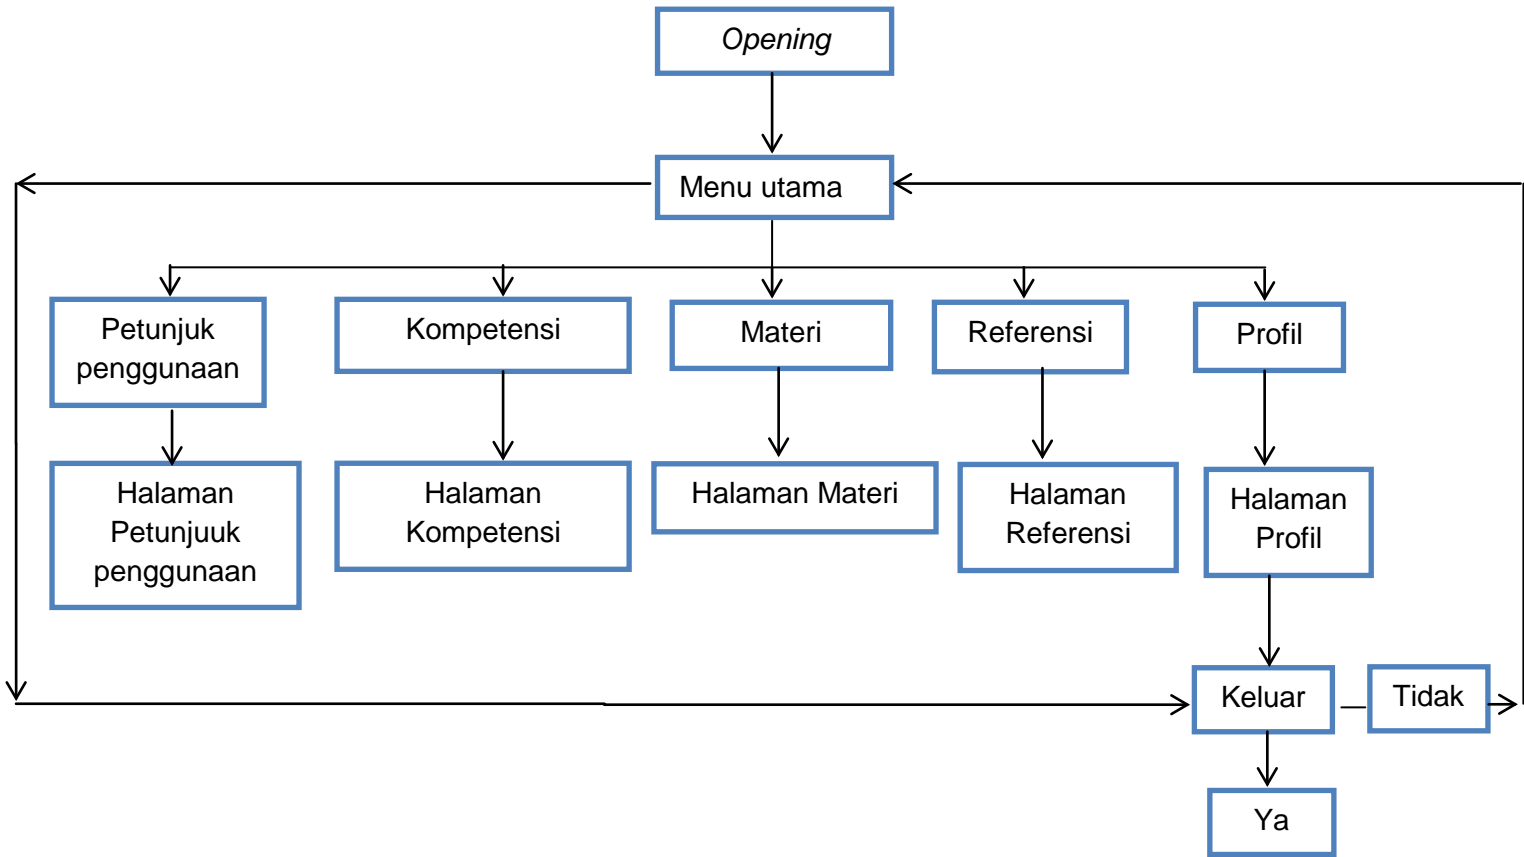 Opening
Menu utama
Petunjuk
penggunaan
Kompetensi
Materi
Referensi
Profil
Halaman
Petunjuuk
penggunaan
Halaman
Kompetensi
Halaman Materi
Halaman
Referensi
Halaman
Profil
Keluar
Tidak
Ya